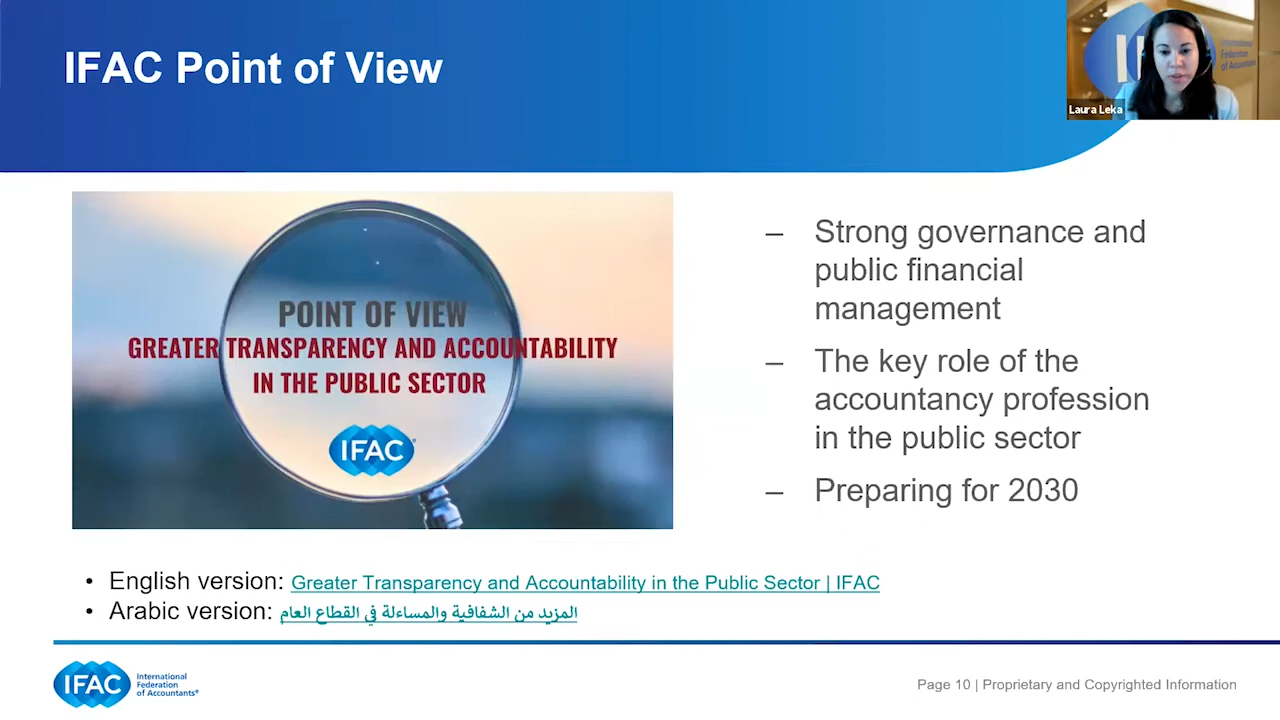 IFAC Point of View
Laura Leka
POINT OF VIEW
GREATER TRANSPARENCY AND ACCOUNTABILITY
IN THE PUBLIC SECTOR
IFAC
– Strong governance and
public financial
management
– The key role of the
accountancy profession
in the public sector
– Preparing for 2030
• English version: Greater Transparency and Accountability in the Public Sector | IFAC
• Arabic version: المزيد من الشفافية والمساءلة في القطاع العام
IFAC
International
Federation
of Accountants®
Page 10 | Proprietary and Copyrighted Information